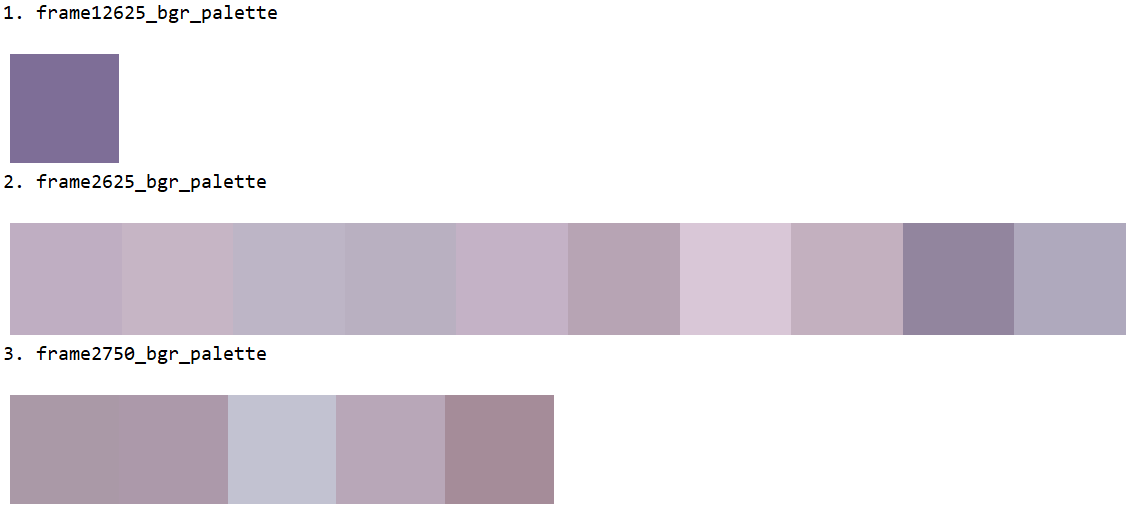 1. frame12625_bgr_palette
2. frame2625_bgr_palette
3. frame2750_bgr_palette